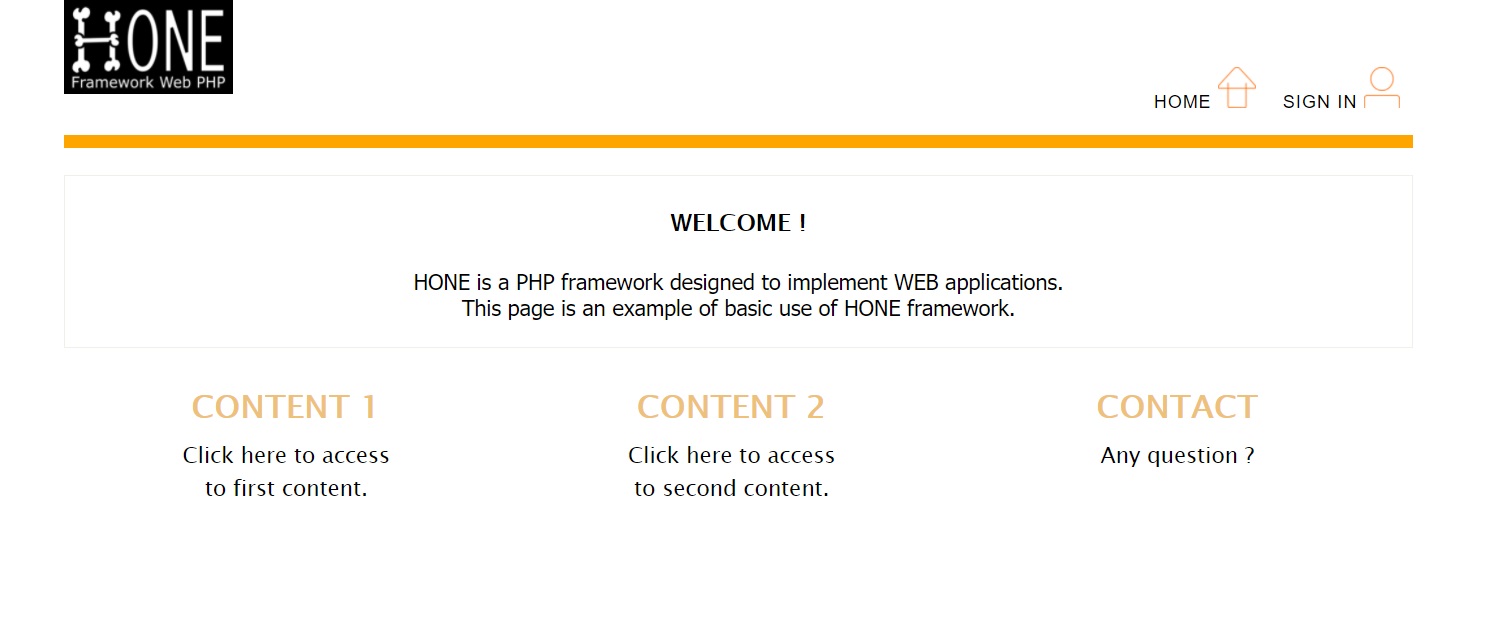 HONE
Framework Web PHP
HOME
SIGN IN
WELCOME !
HONE is a PHP framework designed to implement WEB applications.
This page is an example of basic use of HONE framework.
CONTENT 1
Click here to access
to first content.
CONTENT 2
Click here to access
to second content.
CONTACT
Any question ?